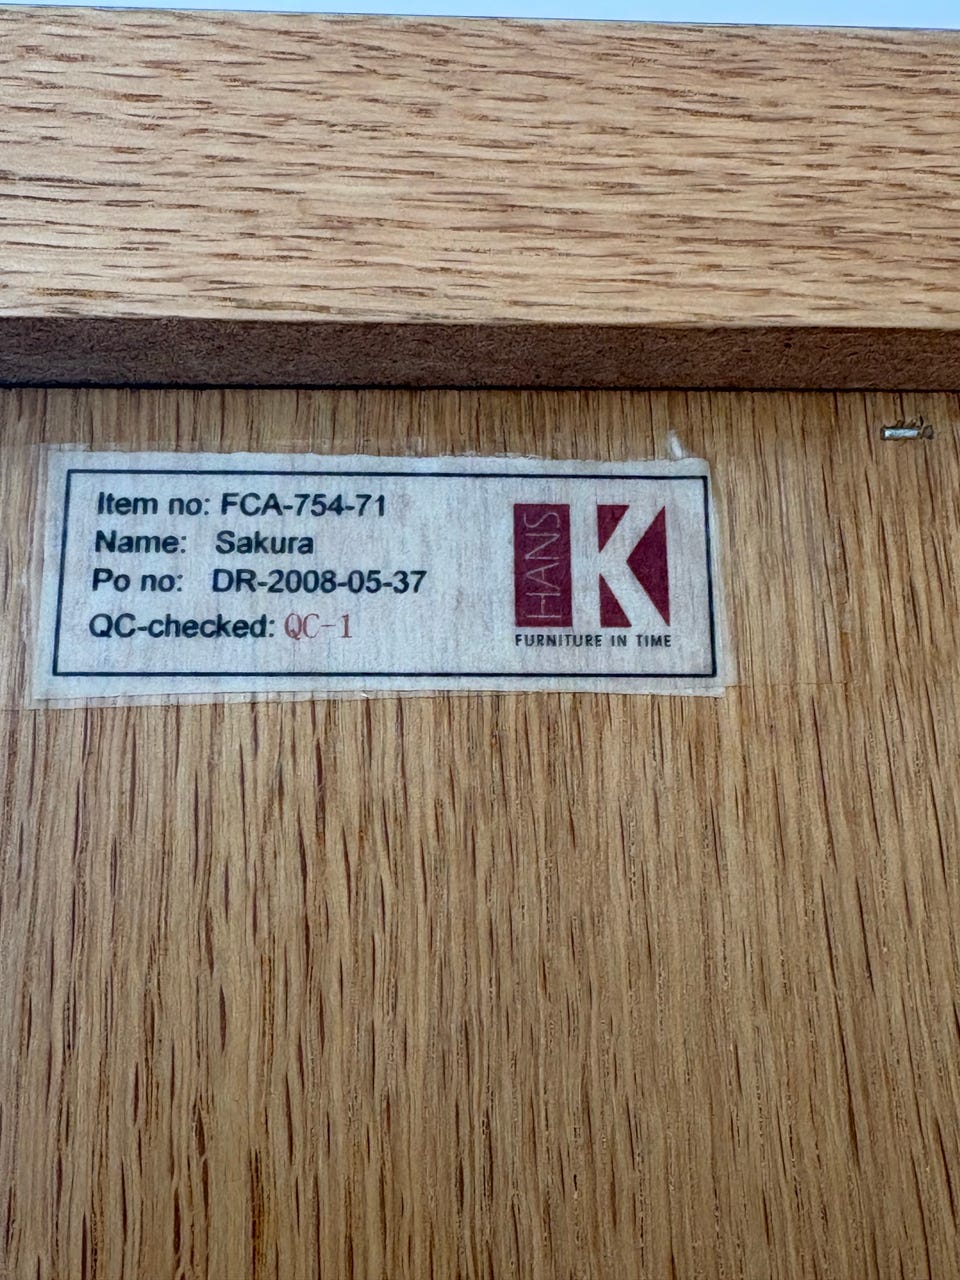 Item no: FCA-754-71
Name: Sakura
Po no: DR-2008-05-37
QC-checked: QC-1
HANS K
FURNITURE IN TIME